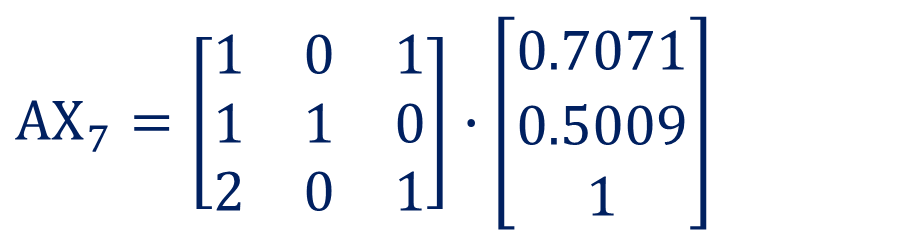 AX₇ = [1 0 1; 1 1 0; 2 0 1] · [0.7071; 0.5009; 1]